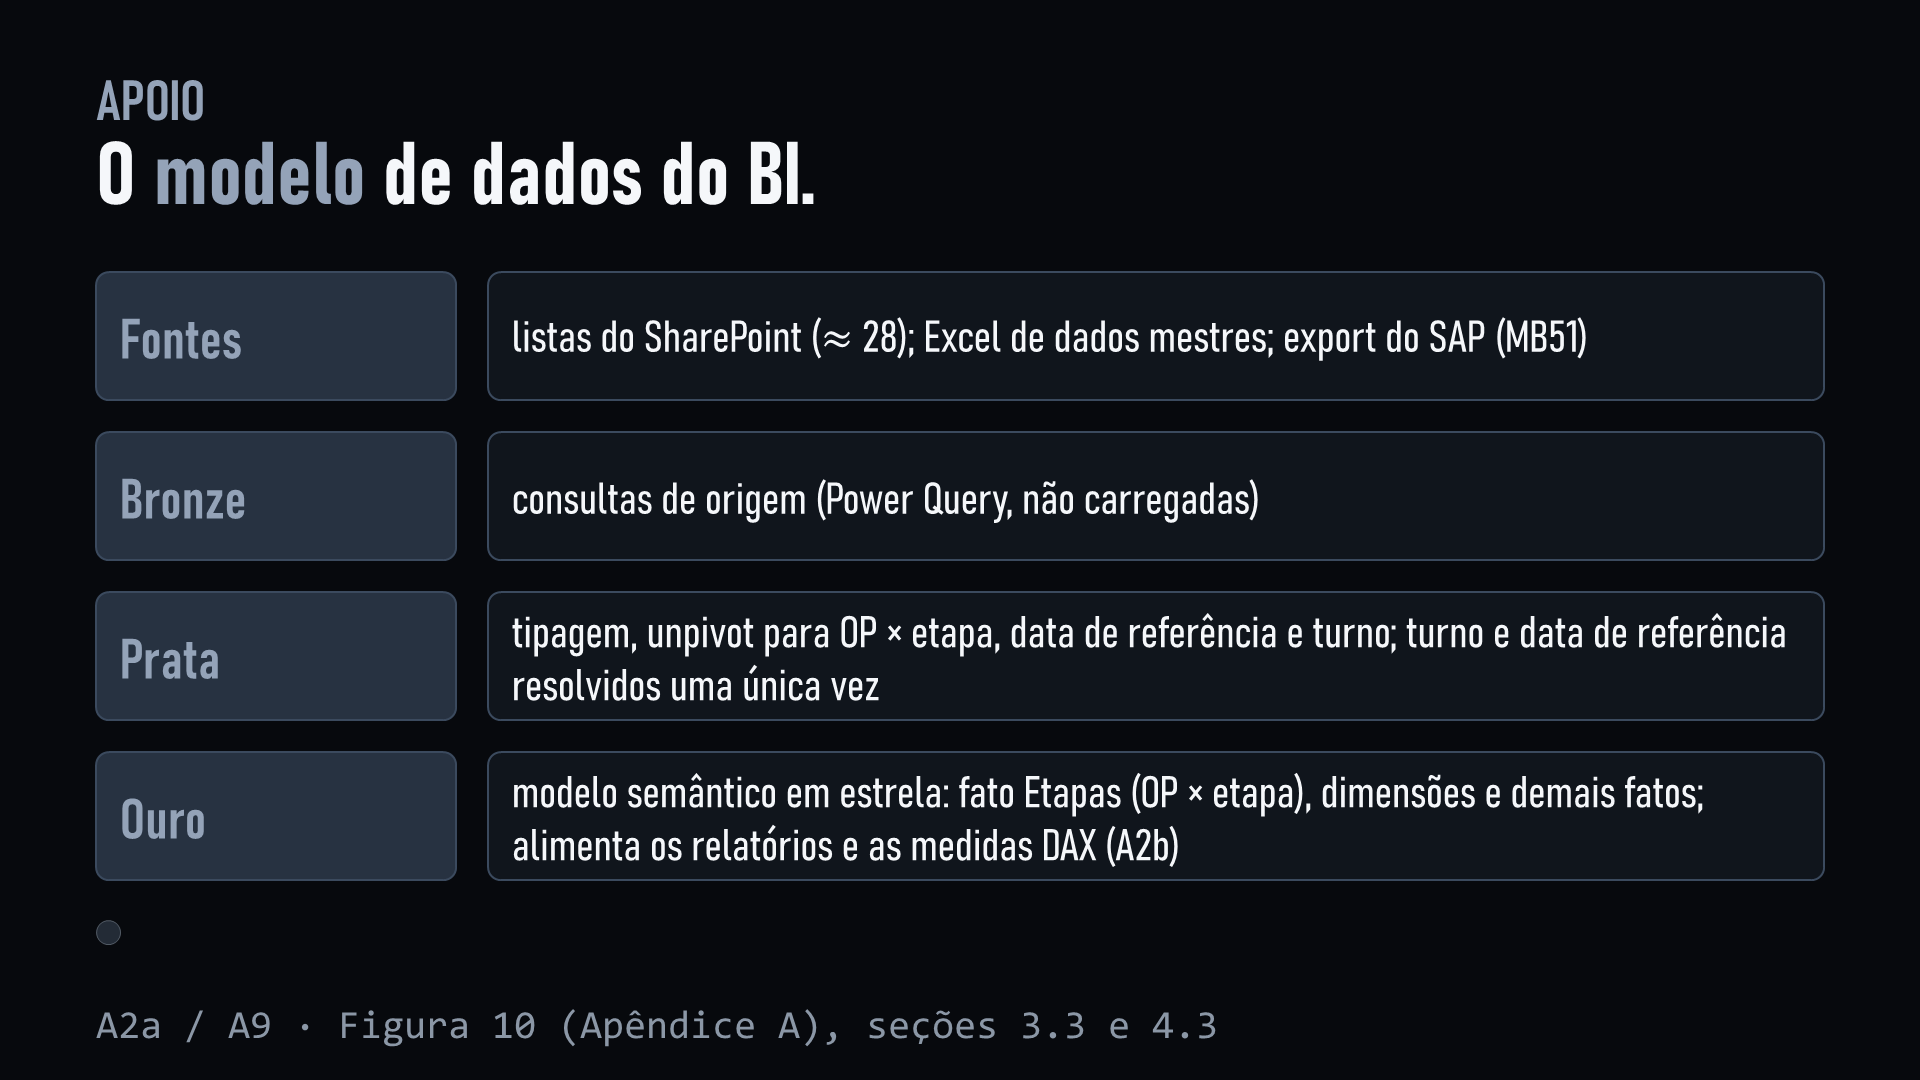 APOIO
O modelo de dados do BI.
Fontes
listas do SharePoint (≈ 28); Excel de dados mestres; export do SAP (MB51)
Bronze
consultas de origem (Power Query, não carregadas)
Prata
tipagem, unpivot para OP × etapa, data de referência e turno; turno e data de referência
resolvidos uma única vez
Ouro
modelo semântico em estrela: fato Etapas (OP × etapa), dimensões e demais fatos;
alimenta os relatórios e as medidas DAX (A2b)
A2a / A9 · Figura 10 (Apêndice A), seções 3.3 e 4.3